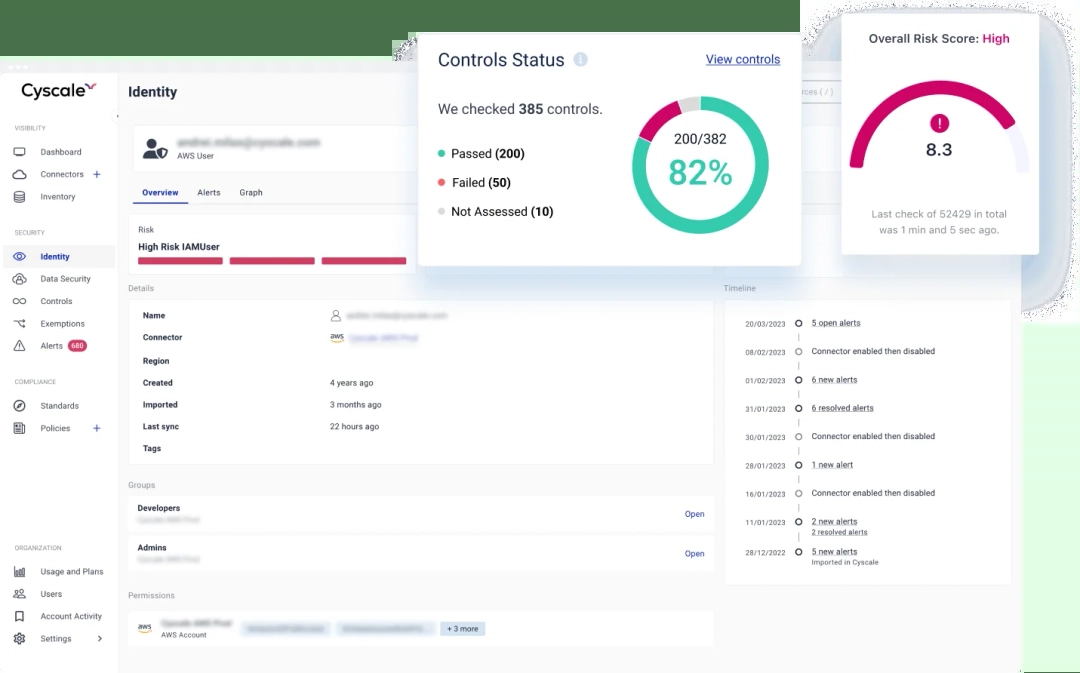 Cyscale
VISIBILITY
Dashboard
Connectors +
Inventory
SECURITY
Identity
Data Security
Controls
Exemptions
Alerts 680
COMPLIANCE
Standards
Policies +
ORGANIZATION
Usage and Plans
Users
Account Activity
Settings >
Identity
AWS User
Overview Alerts Graph
Risk
High Risk IAMUser
Controls Status i
View controls
We checked 385 controls.
Passed (200)
Failed (50)
Not Assessed (10)
200/382
82%
rces ( / )
Overall Risk Score: High
!
8.3
Last check of 52429 in total
was 1 min and 5 sec ago.
Details
Name
Connector aws
Region
Created 4 years ago
Imported 3 months ago
Last sync 22 hours ago
Tags
Groups
Developers
Open
Admins
Open
Permissions
aws
AWS Account
+ 3 more
Timeline
20/03/2023 5 open alerts
08/02/2023 Connector enabled then disabled
01/02/2023 6 new alerts
31/01/2023 6 resolved alerts
30/01/2023 Connector enabled then disabled
28/01/2023 1 new alert
16/01/2023 Connector enabled then disabled
11/01/2023 2 new alerts
2 resolved alerts
28/12/2022 5 new alerts
Imported in Cyscale